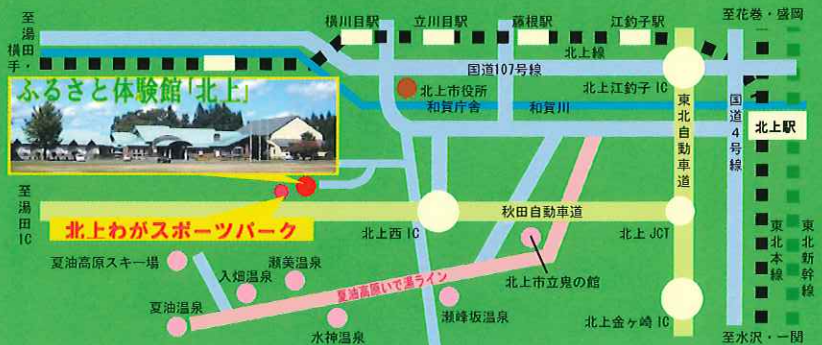 至湯田・横手
横川目駅
立川目駅
藤根駅
江釣子駅
至花巻・盛岡
北上線
国道107号線
ふるさと体験館「北上」
北上市役所
和賀庁舎
和賀川
北上江釣子 IC
東北自動車道
国道4号線
北上駅
至湯田IC
北上わがスポーツパーク
北上西 IC
秋田自動車道
北上 JCT
東北本線
東北新幹線
夏油高原スキー場
入畑温泉
瀬美温泉
夏油高原いで湯ライン
北上市立鬼の館
夏油温泉
水神温泉
瀬峰坂温泉
北上金ヶ崎 IC
至水沢・一関